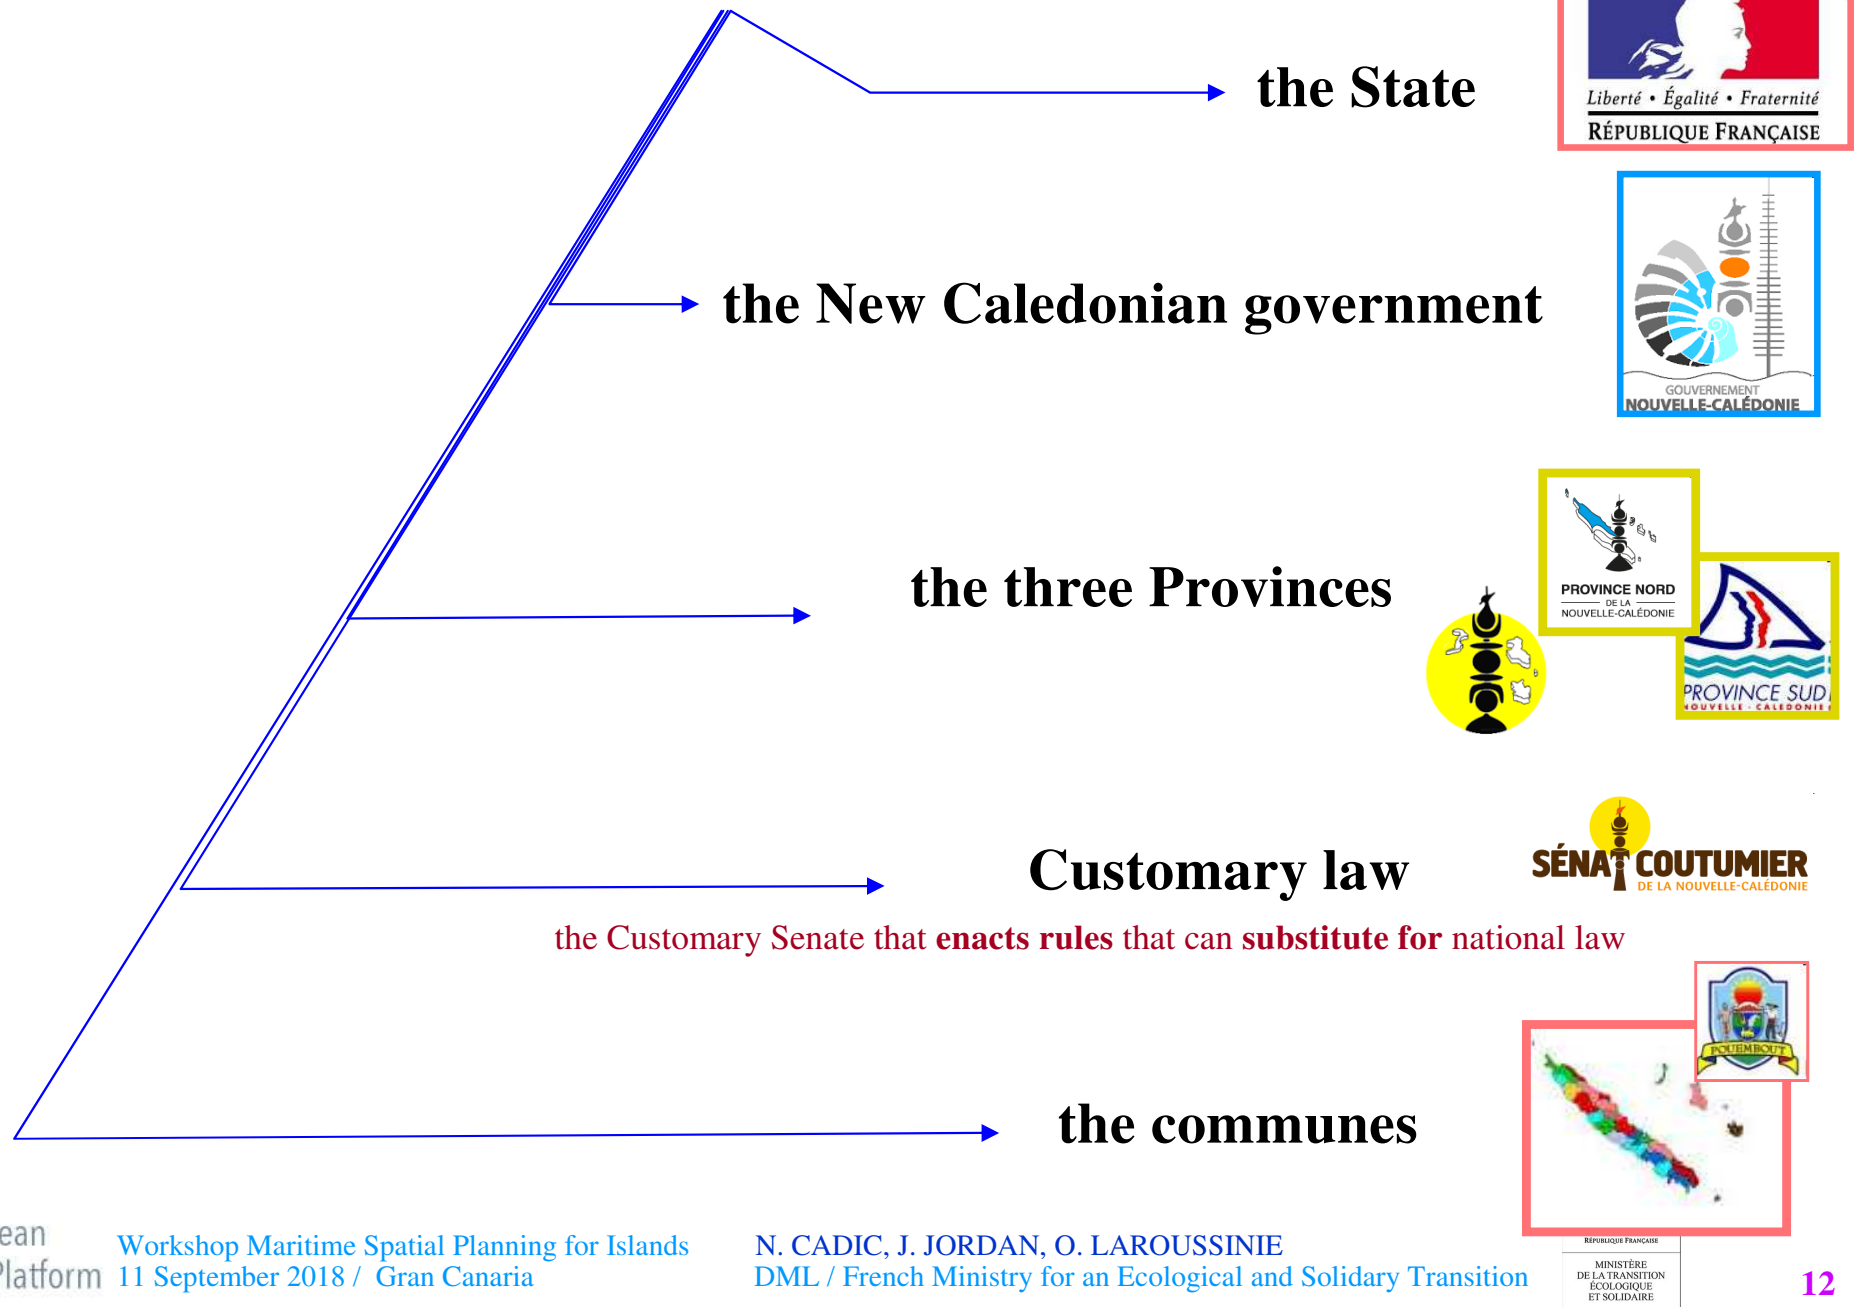 the State
Liberté • Égalité • Fraternité
RÉPUBLIQUE FRANÇAISE
the New Caledonian government
GOUVERNEMENT
NOUVELLE-CALÉDONIE
the three Provinces
PROVINCE NORD
DE LA
NOUVELLE-CALÉDONIE
PROVINCE SUD
NOUVELLE - CALEDONIE
Customary law
SÉNAT COUTUMIER
DE LA NOUVELLE-CALÉDONIE
the Customary Senate that enacts rules that can substitute for national law
POUEMBOUT
the communes
ean
Platform
Workshop Maritime Spatial Planning for Islands
11 September 2018 / Gran Canaria
N. CADIC, J. JORDAN, O. LAROUSSINIE
DML / French Ministry for an Ecological and Solidary Transition
RÉPUBLIQUE FRANÇAISE
MINISTÈRE
DE LA TRANSITION
ÉCOLOGIQUE
ET SOLIDAIRE
12